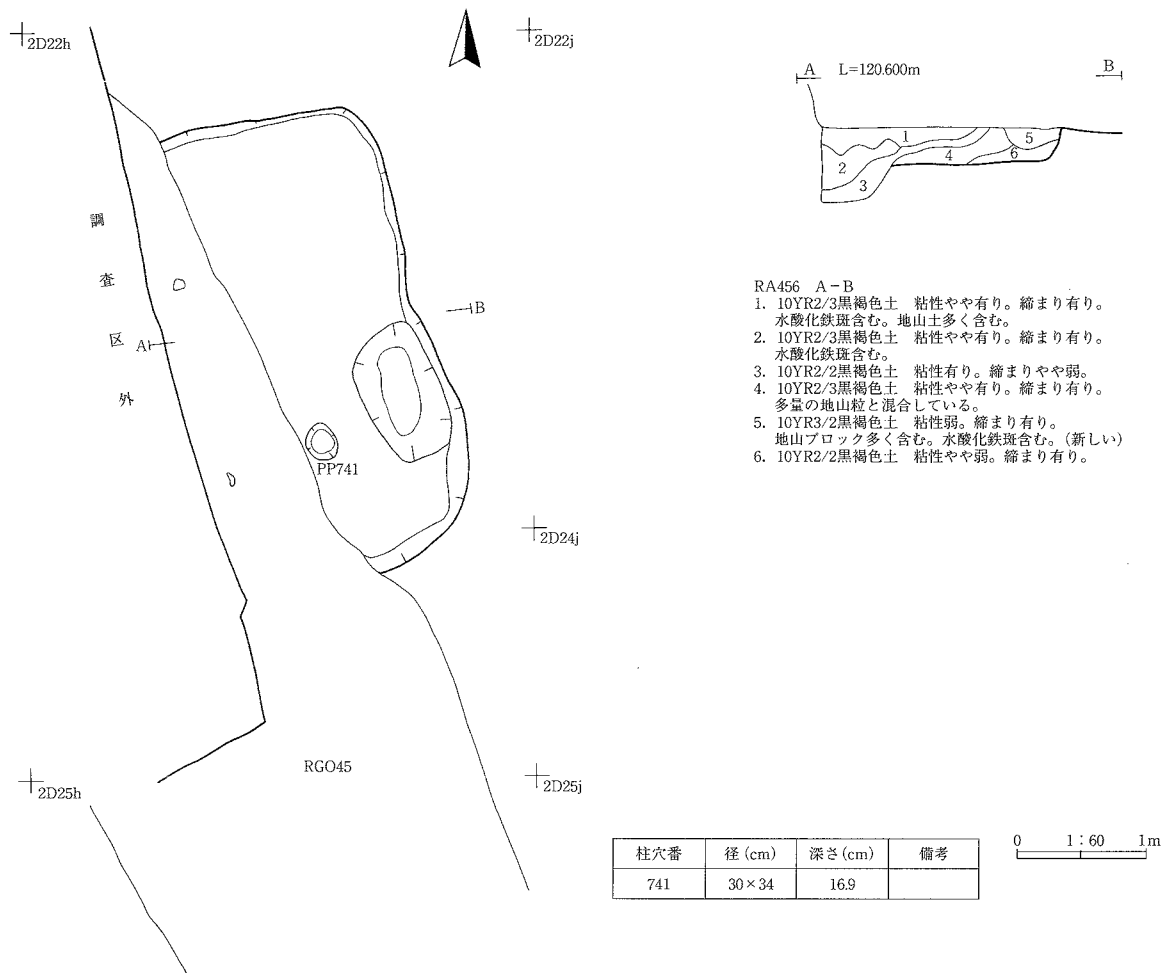 2D22h
2D22j
A L=120.600m B
調査区外
A
B
PP741
2D24j
RGO45
2D25h
2D25j
RA456 A-B
1. 10YR2/3黒褐色土 粘性やや有り。締まり有り。
水酸化鉄斑含む。地山土多く含む。
2. 10YR2/3黒褐色土 粘性やや有り。締まり有り。
水酸化鉄斑含む。
3. 10YR2/2黒褐色土 粘性有り。締まりやや弱。
4. 10YR2/3黒褐色土 粘性やや有り。締まり有り。
多量の地山粒と混合している。
5. 10YR3/2黒褐色土 粘性弱。締まり有り。
地山ブロック多く含む。水酸化鉄斑含む。(新しい)
6. 10YR2/2黒褐色土 粘性やや弱。締まり有り。
1
2
3
4
5
6
柱穴番 径(cm) 深さ(cm) 備考
741 30×34 16.9
0 1:60 1m